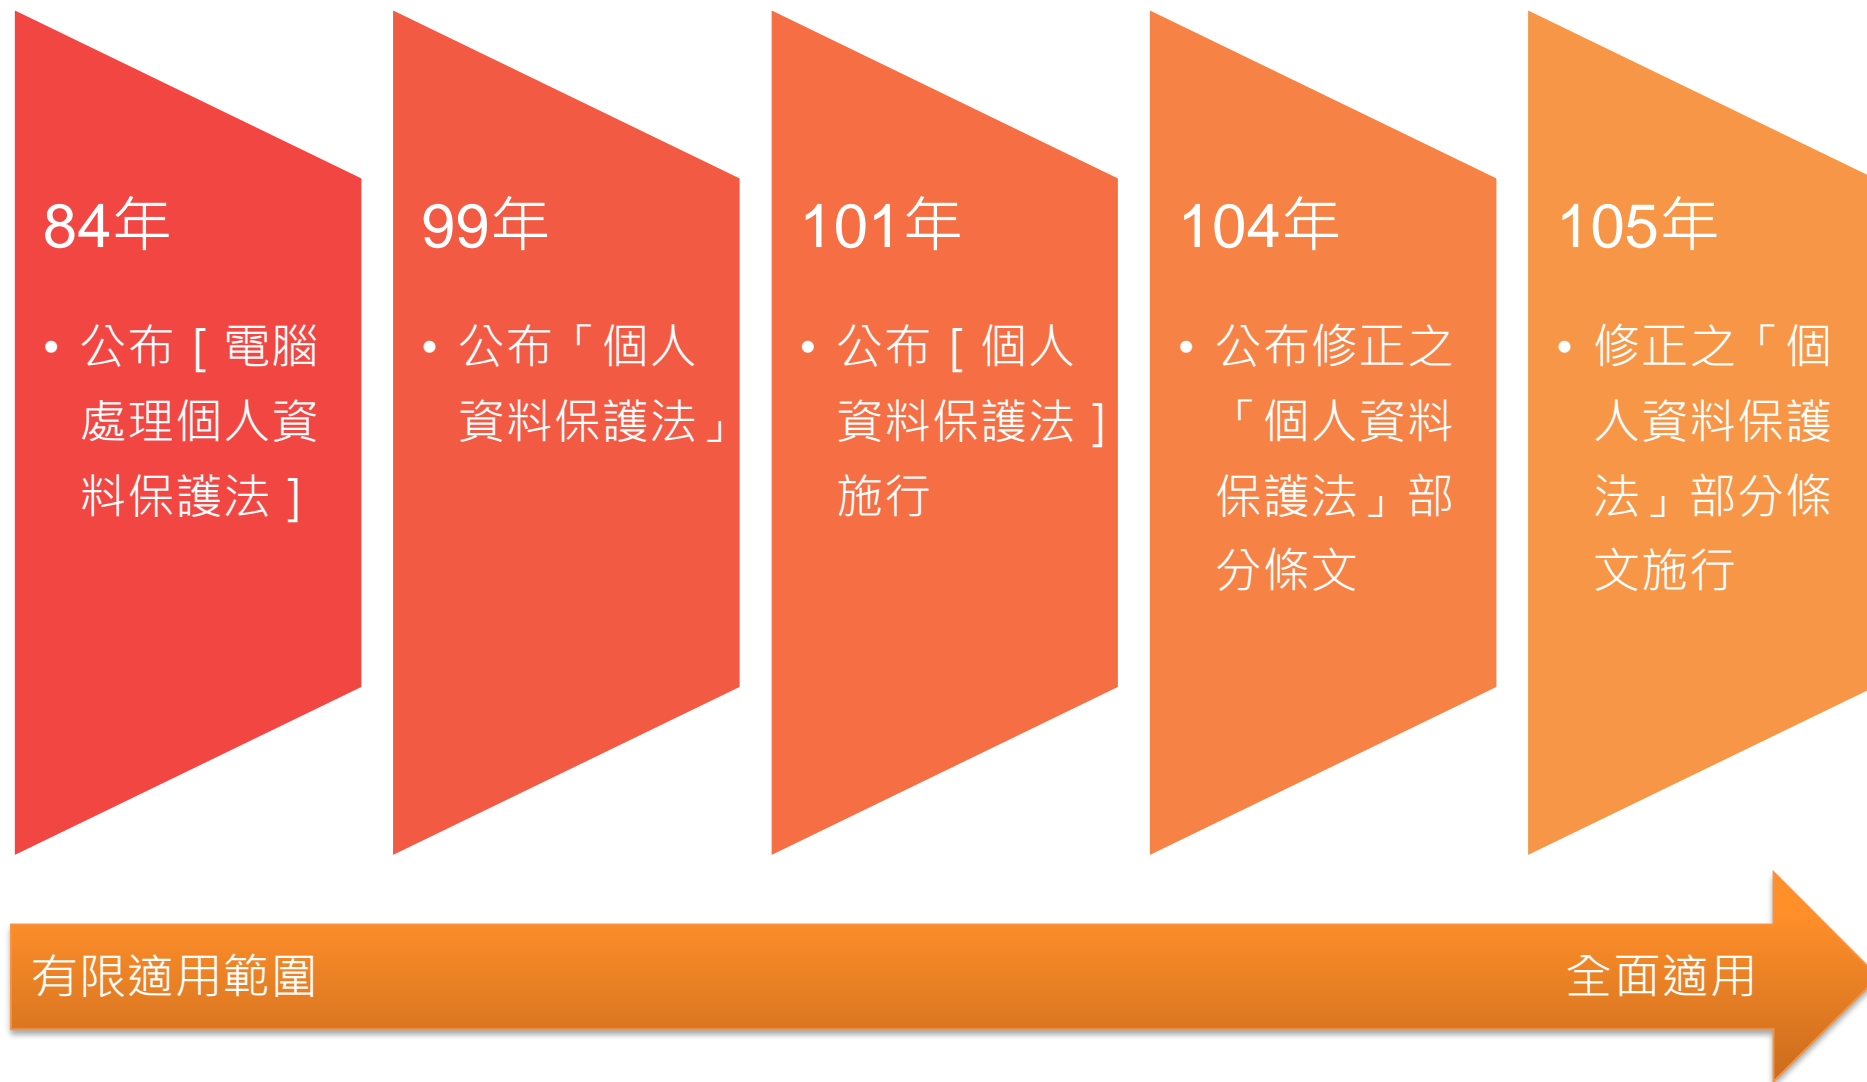 84年
• 公布[電腦
處理個人資
料保護法]
99年
• 公布「個人
資料保護法」
101年
• 公布[個人
資料保護法]
施行
104年
• 公布修正之
「個人資料
保護法」部
分條文
105年
• 修正之「個
人資料保護
法」部分條
文施行
有限適用範圍
全面適用